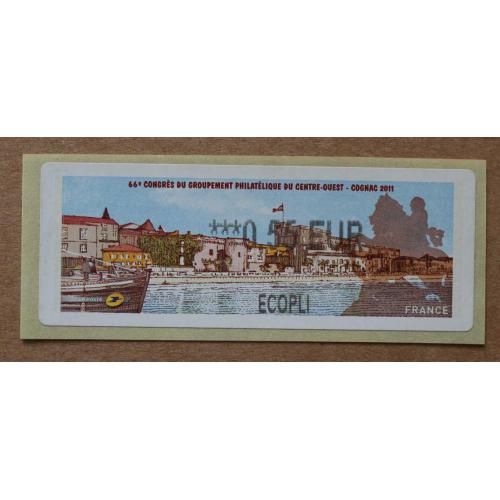 66e CONGRÈS DU GROUPEMENT PHILATÉLIQUE DU CENTRE-OUEST - COGNAC 2011
***0,55 EUR
ECOPLI
FRANCE